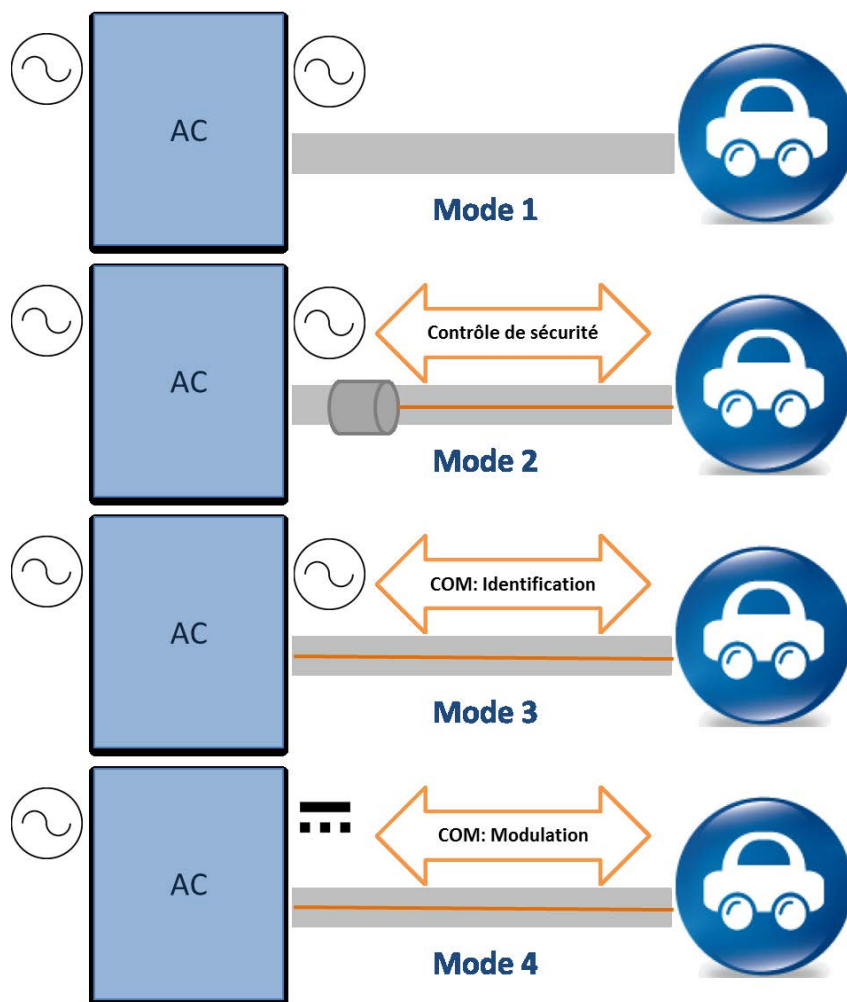 AC
Mode 1
Contrôle de sécurité
AC
Mode 2
COM: Identification
AC
Mode 3
COM: Modulation
AC
Mode 4